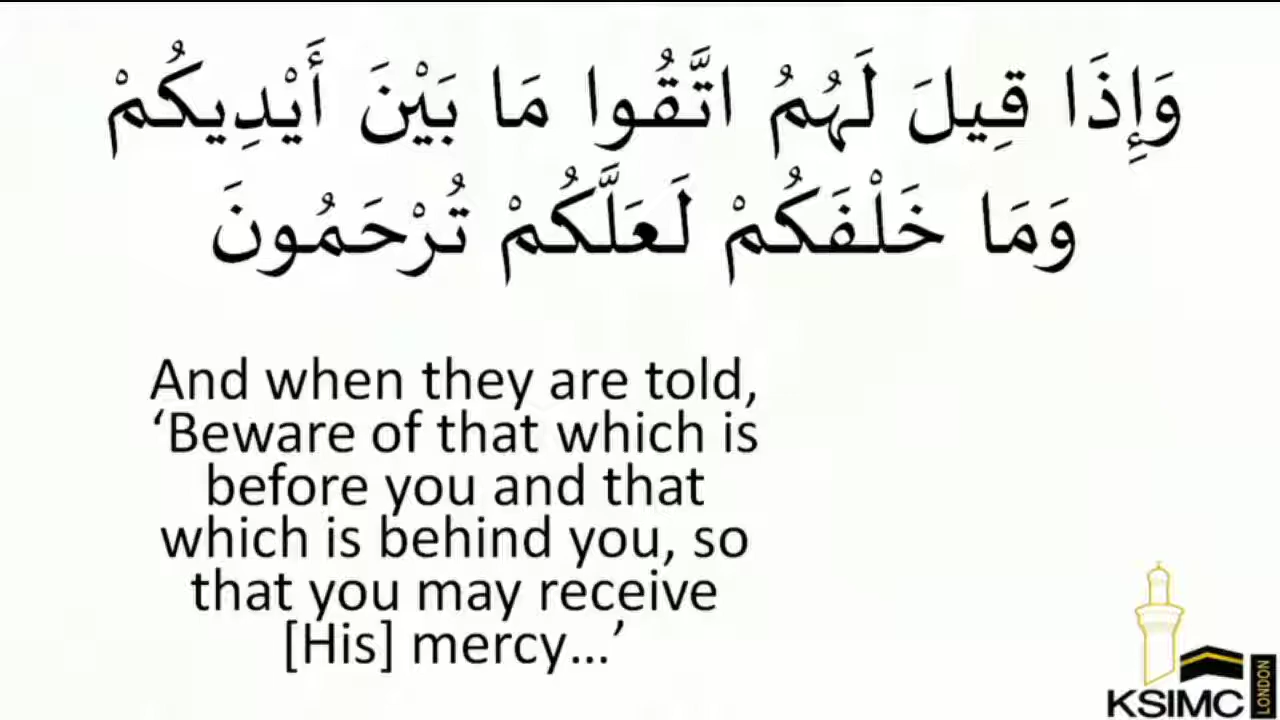 وَإِذَا قِيلَ لَهُمُ اتَّقُوا مَا بَيْنَ أَيْدِيكُمْ
وَمَا خَلْفَكُمْ لَعَلَّكُمْ تُرْحَمُونَ
And when they are told,
‘Beware of that which is
before you and that
which is behind you, so
that you may receive
[His] mercy...’
KSIMC
LONDON